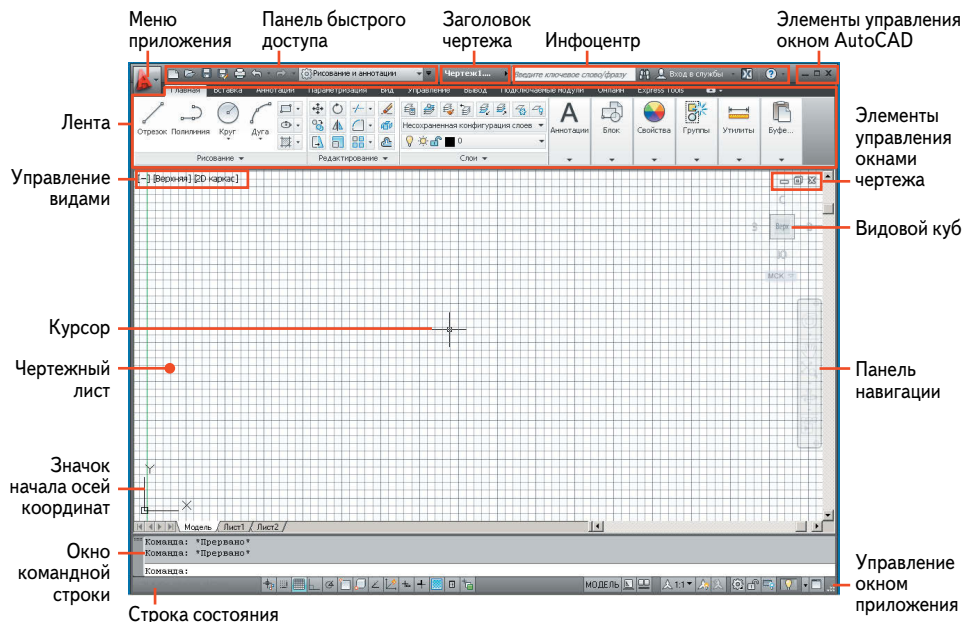 Меню приложения
Панель быстрого доступа
Заголовок чертежа
Инфоцентр
Элементы управления окном AutoCAD
Рисование и аннотации
Чертеж1....
Введите ключевое слово/фразу
Вход в службы
Лента
Главная Вставка Аннотации Параметризация Вид Управление Вывод Подключаемые модули Онлайн Express Tools
Отрезок Полилиния Круг Дуга
Несохраненная конфигурация слоев
0
Аннотации Блок Свойства Группы Утилиты Буфе...
Рисование Редактирование Слои
Элементы управления окнами чертежа
Управление видами
[−] [Верхняя] [2D каркас]
С
З Верх В
Ю
МСК
Видовой куб
Курсор
Чертежный лист
Панель навигации
Значок начала осей координат
Y
X
Модель Лист1 Лист2
Окно командной строки
Команда: *Прервано*
Команда: *Прервано*
Команда:
МОДЕЛЬ 1:1
Управление окном приложения
Строка состояния